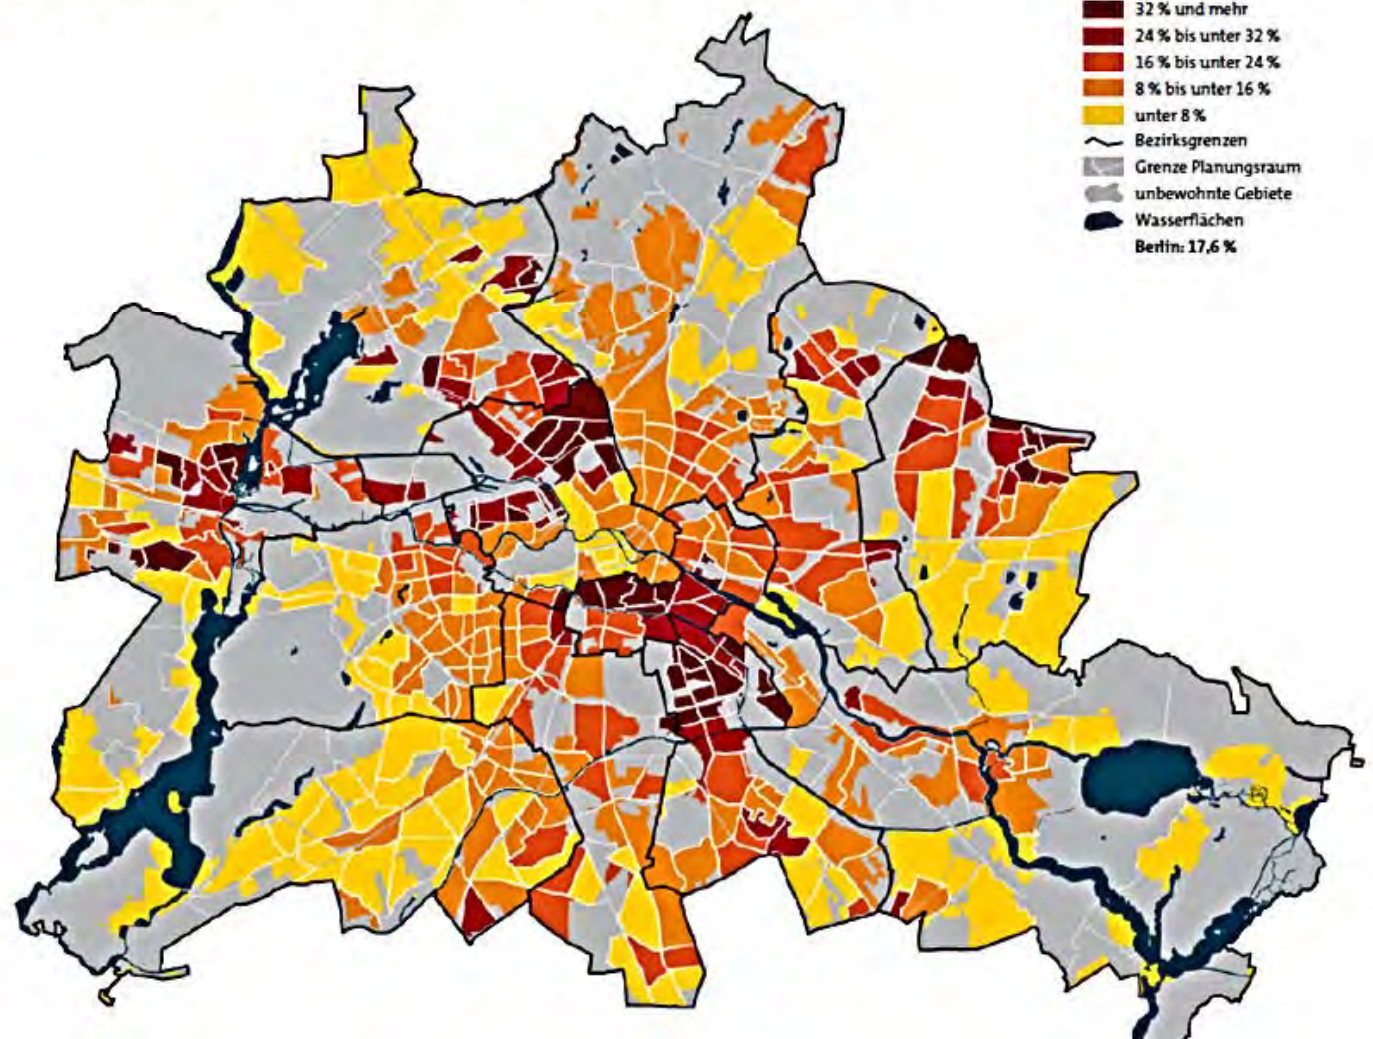 32 % und mehr
24 % bis unter 32 %
16 % bis unter 24 %
8 % bis unter 16 %
unter 8 %
Bezirksgrenzen
Grenze Planungsraum
unbewohnte Gebiete
Wasserflächen
Berlin: 17,6 %